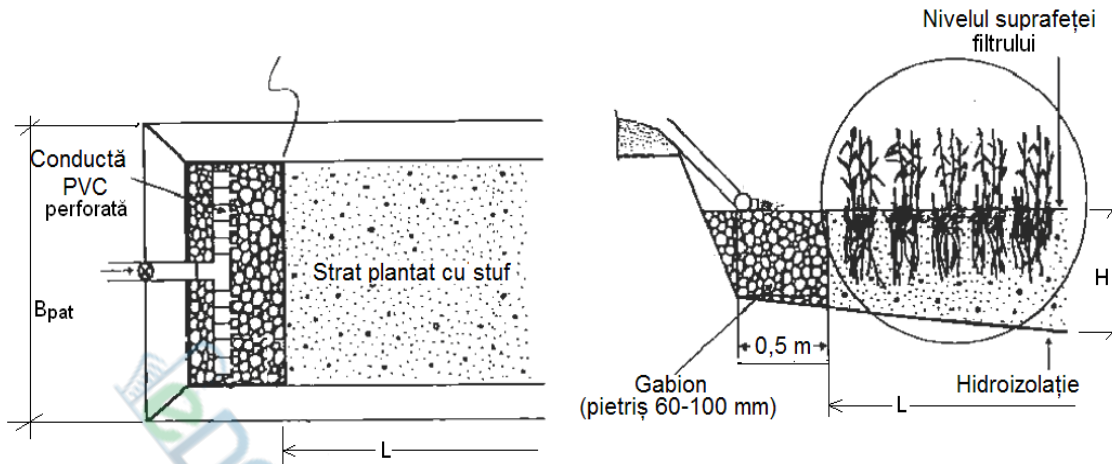 Conductă
PVC
perforată
Bpat
Strat plantat cu stuf
L
Nivelul suprafeței
filtrului
H
0,5 m
Gabion
(pietriș 60-100 mm)
Hidroizolație
L